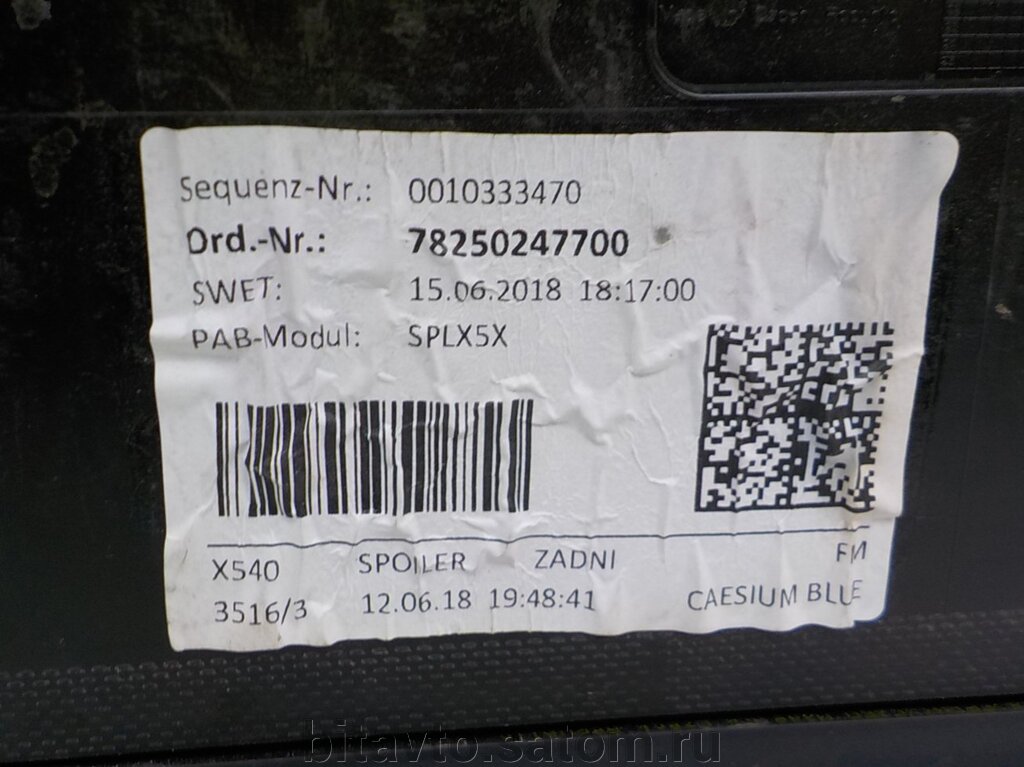 Sequenz-Nr.: 0010333470
Ord.-Nr.: 78250247700
SWET: 15.06.2018 18:17:00
PAB-Modul: SPLX5X
X540 SPOILER ZADNI FM
3516/3 12.06.18 19:48:41 CAESIUM BLUE
bitavto.satom.ru